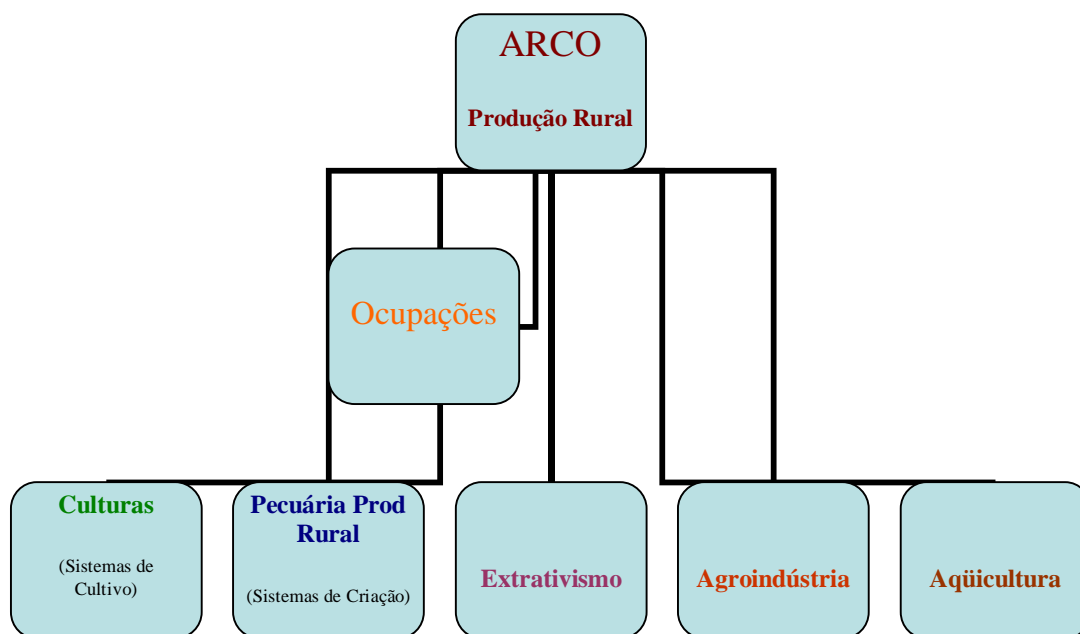 ARCO
Produção Rural
Ocupações
Culturas
(Sistemas de
Cultivo)
Pecuária Prod
Rural
(Sistemas de Criação)
Extrativismo
Agroindústria
Aqüicultura